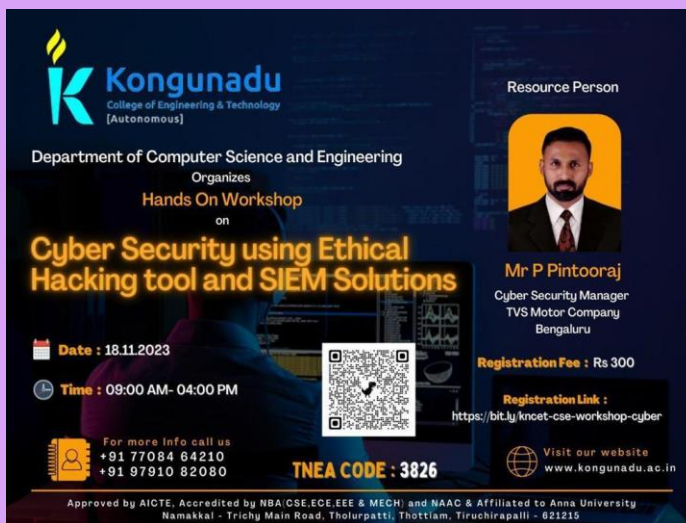 Kongunadu
College of Engineering & Technology
[Autonomous]
Department of Computer Science and Engineering
Organizes
Hands On Workshop
on
Cyber Security using Ethical
Hacking tool and SIEM Solutions
Date : 18.11.2023
Time : 09:00 AM- 04:00 PM
For more Info call us
+91 77084 64210
+91 97910 82080
TNEA CODE : 3826
Resource Person
Mr P Pintooraj
Cyber Security Manager
TVS Motor Company
Bengaluru
Registration Fee : Rs 300
Registration Link :
https://bit.ly/kncet-cse-workshop-cyber
Visit our website
www.kongunadu.ac.in
Approved by AICTE, Accredited by NBA(CSE,ECE,EEE & MECH) and NAAC & Affiliated to Anna University
Namakkal - Trichy Main Road, Tholurpatti, Thottiam, Tiruchirapalli - 621215